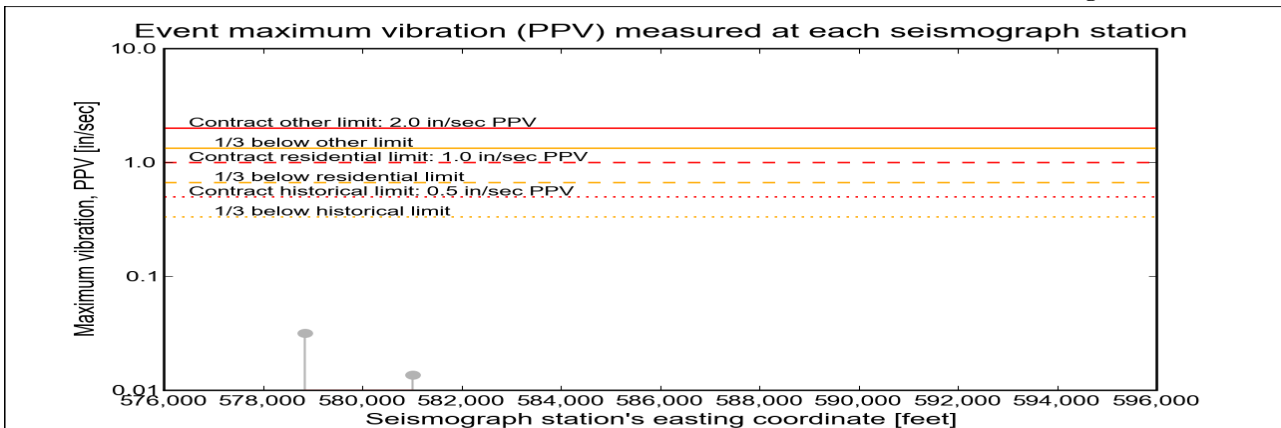 Event maximum vibration (PPV) measured at each seismograph station
10.0
Contract other limit: 2.0 in/sec PPV
1/3 below other limit
1.0
Contract residential limit: 1.0 in/sec PPV
1/3 below residential limit
Contract historical limit: 0.5 in/sec PPV
1/3 below historical limit
0.1
0.01
Maximum vibration, PPV [in/sec]
576,000 578,000 580,000 582,000 584,000 586,000 588,000 590,000 592,000 594,000 596,000
Seismograph station's easting coordinate [feet]